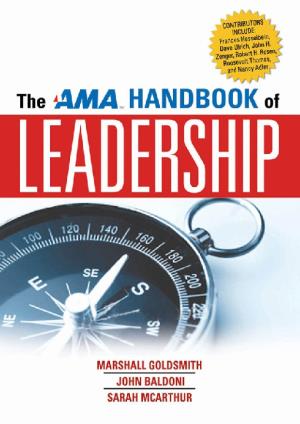 CONTRIBUTORS
INCLUDE:
Frances Hesselbein,
Dave Ulrich, John H.
Zenger, Robert H. Rosen,
Roosevelt Thomas,
and Nancy Adler
The AMA HANDBOOK of
LEADERSHIP
100 120 140 160 180 200
E SE S
MARSHALL GOLDSMITH
JOHN BALDONI
SARAH MCARTHUR